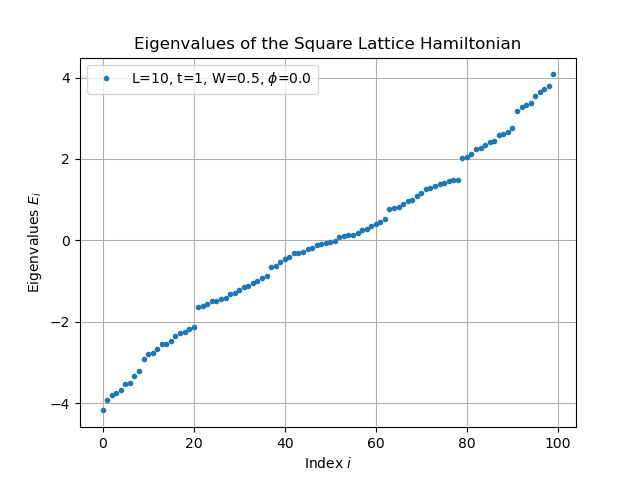 Eigenvalues of the Square Lattice Hamiltonian
L=10, t=1, W=0.5, ϕ=0.0
Eigenvalues E_i
4
2
0
−2
−4
0 20 40 60 80 100
Index i